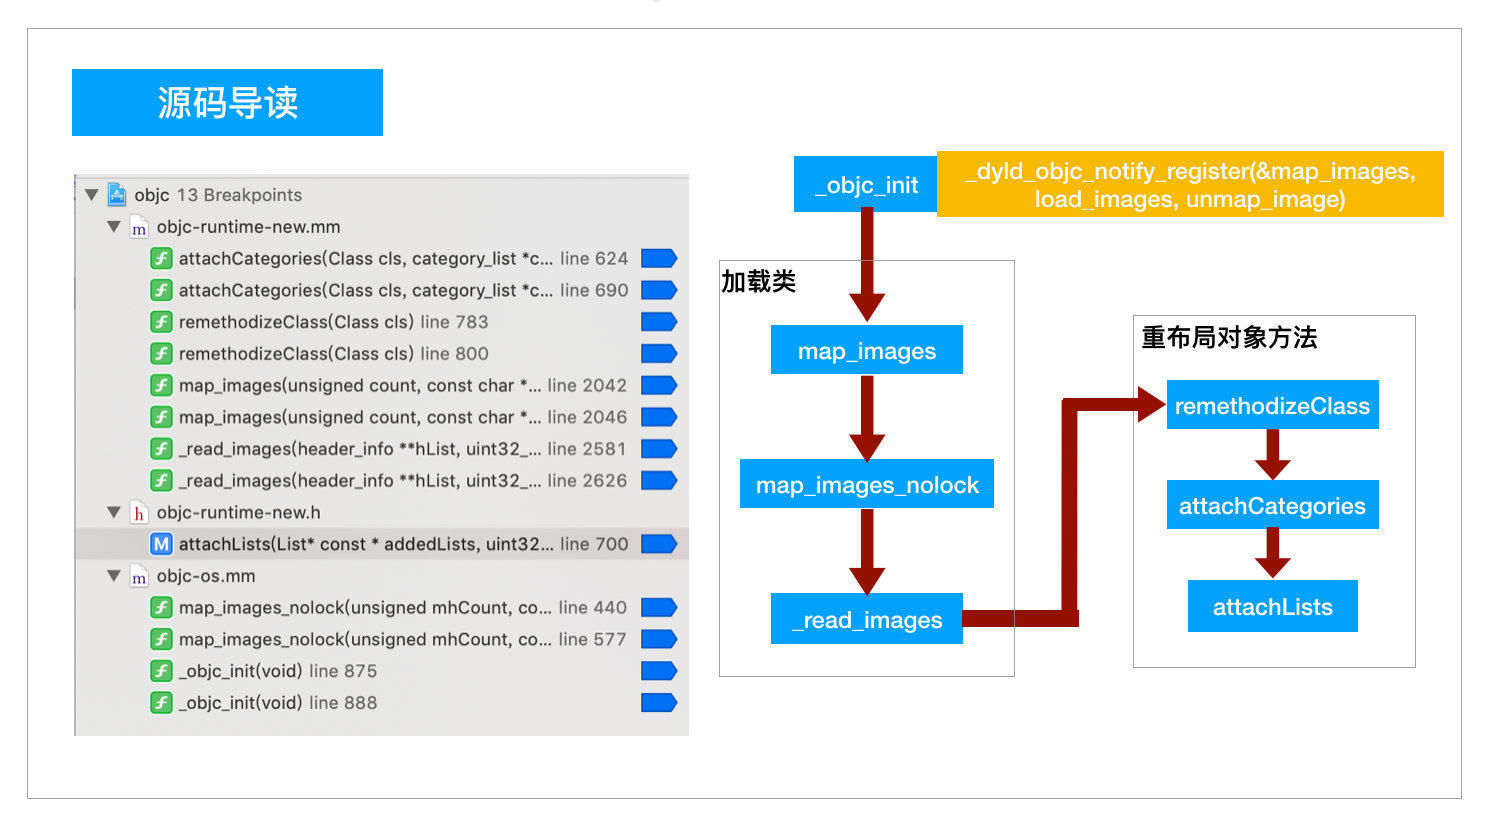 源码导读
objc 13 Breakpoints
objc-runtime-new.mm
attachCategories(Class cls, category_list *c... line 624
attachCategories(Class cls, category_list *c... line 690
remethodizeClass(Class cls) line 783
remethodizeClass(Class cls) line 800
map_images(unsigned count, const char *... line 2042
map_images(unsigned count, const char *... line 2046
_read_images(header_info **hList, uint32_... line 2581
_read_images(header_info **hList, uint32_... line 2626
objc-runtime-new.h
attachLists(List* const * addedLists, uint32... line 700
objc-os.mm
map_images_nolock(unsigned mhCount, co... line 440
map_images_nolock(unsigned mhCount, co... line 577
_objc_init(void) line 875
_objc_init(void) line 888
_objc_init
_dyld_objc_notify_register(&map_images,
load_images, unmap_image)
加载类
map_images
map_images_nolock
_read_images
重布局对象方法
remethodizeClass
attachCategories
attachLists